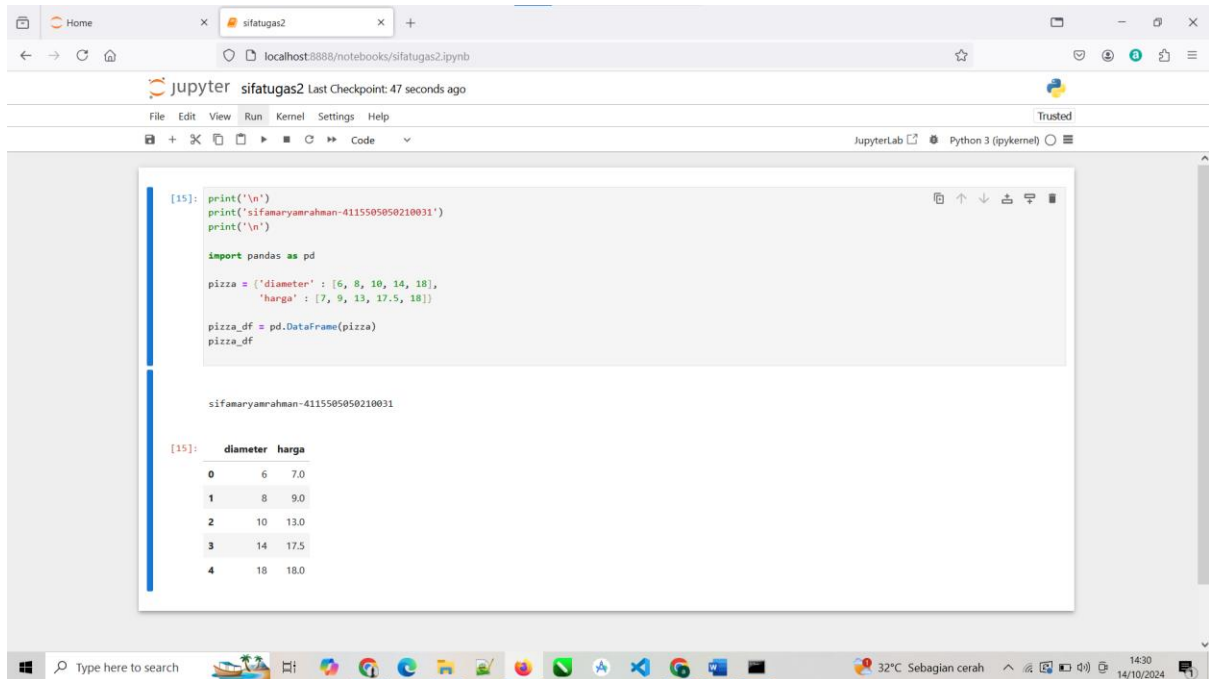 Home
sifatugas2
localhost:8888/notebooks/sifatugas2.ipynb
jupyter sifatugas2 Last Checkpoint: 47 seconds ago
File Edit View Run Kernel Settings Help
Trusted
Code
JupyterLab
Python 3 (ipykernel)
[15]: print('\n')
print('sifamaryamrahman-4115505050210031')
print('\n')
import pandas as pd
pizza = {'diameter' : [6, 8, 10, 14, 18],
'harga' : [7, 9, 13, 17.5, 18]}
pizza_df = pd.DataFrame(pizza)
pizza_df
sifamaryamrahman-4115505050210031
[15]: diameter harga
0 6 7.0
1 8 9.0
2 10 13.0
3 14 17.5
4 18 18.0
Type here to search
32°C Sebagian cerah
14:30
14/10/2024